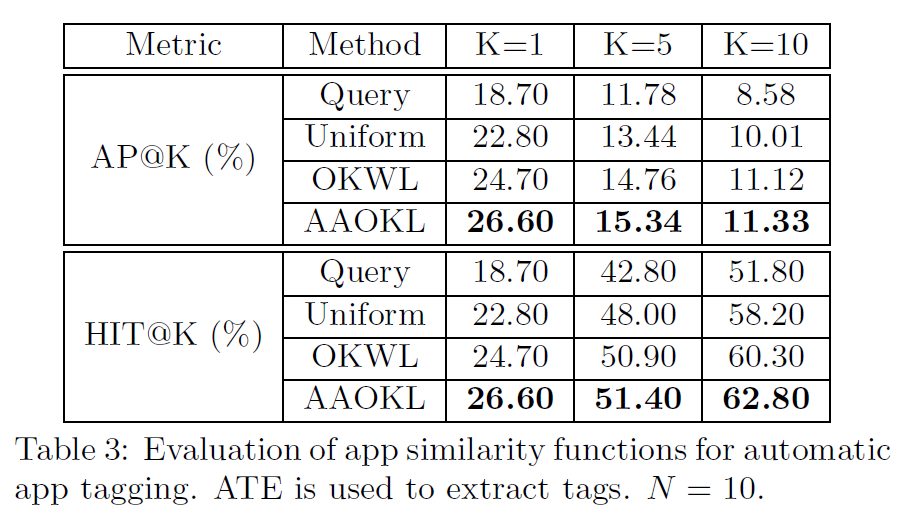 Metric Method K=1 K=5 K=10
AP@K (%)
Query 18.70 11.78 8.58
Uniform 22.80 13.44 10.01
OKWL 24.70 14.76 11.12
AAOKL 26.60 15.34 11.33
HIT@K (%)
Query 18.70 42.80 51.80
Uniform 22.80 48.00 58.20
OKWL 24.70 50.90 60.30
AAOKL 26.60 51.40 62.80
Table 3: Evaluation of app similarity functions for automatic
app tagging. ATE is used to extract tags. N = 10.